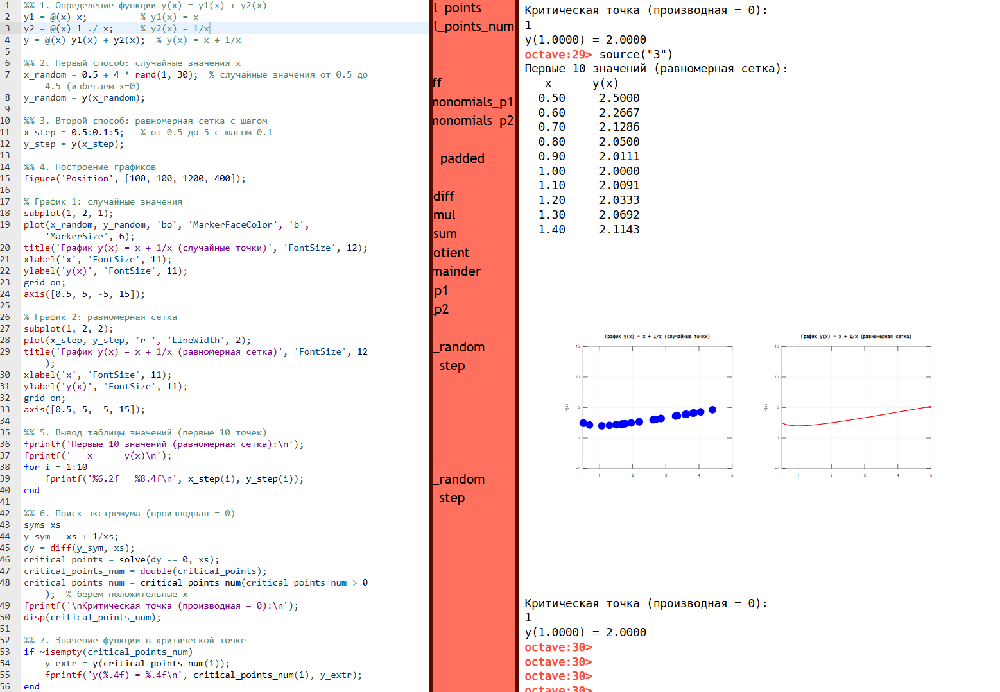 1 %% 1. Определение функции y(x) = y1(x) + y2(x)
2 y1 = @(x) x; % y1(x) = x
3 y2 = @(x) 1 ./ x; % y2(x) = 1/x
4 y = @(x) y1(x) + y2(x); % y(x) = x + 1/x
5
6 %% 2. Первый способ: случайные значения x
7 x_random = 0.5 + 4 * rand(1, 30); % случайные значения от 0.5 до
4.5 (избегаем x=0)
8 y_random = y(x_random);
9
10 %% 3. Второй способ: равномерная сетка с шагом
11 x_step = 0.5:0.1:5; % от 0.5 до 5 с шагом 0.1
12 y_step = y(x_step);
13
14 %% 4. Построение графиков
15 figure('Position', [100, 100, 1200, 400]);
16
17 % График 1: случайные значения
18 subplot(1, 2, 1);
19 plot(x_random, y_random, 'bo', 'MarkerFaceColor', 'b',
'MarkerSize', 6);
20 title('График y(x) = x + 1/x (случайные точки)', 'FontSize', 12);
21 xlabel('x', 'FontSize', 11);
22 ylabel('y(x)', 'FontSize', 11);
23 grid on;
24 axis([0.5, 5, -5, 15]);
25
26 % График 2: равномерная сетка
27 subplot(1, 2, 2);
28 plot(x_step, y_step, 'r-', 'LineWidth', 2);
29 title('График y(x) = x + 1/x (равномерная сетка)', 'FontSize', 12
);
30 xlabel('x', 'FontSize', 11);
31 ylabel('y(x)', 'FontSize', 11);
32 grid on;
33 axis([0.5, 5, -5, 15]);
34
35 %% 5. Вывод таблицы значений (первые 10 точек)
36 fprintf('Первые 10 значений (равномерная сетка):\n');
37 fprintf('   x      y(x)\n');
38 for i = 1:10
39 fprintf('%6.2f   %8.4f\n', x_step(i), y_step(i));
40 end
41
42 %% 6. Поиск экстремума (производная = 0)
43 syms xs
44 y_sym = xs + 1/xs;
45 dy = diff(y_sym, xs);
46 critical_points = solve(dy == 0, xs);
47 critical_points_num = double(critical_points);
48 critical_points_num = critical_points_num(critical_points_num > 0
); % берем положительные x
49 fprintf('\nКритическая точка (производная = 0):\n');
50 disp(critical_points_num);
51
52 %% 7. Значение функции в критической точке
53 if ~isempty(critical_points_num)
54 y_extr = y(critical_points_num(1));
55 fprintf('y(%.4f) = %.4f\n', critical_points_num(1), y_extr);
56 end
l_points
l_points_num
ff
nonomials_p1
nonomials_p2
_padded
diff
mul
sum
otient
mainder
_p1
_p2
_random
_step
_random
_step
Критическая точка (производная = 0):
1
y(1.0000) = 2.0000
octave:29> source("3")
Первые 10 значений (равномерная сетка):
x y(x)
0.50 2.5000
0.60 2.2667
0.70 2.1286
0.80 2.0500
0.90 2.0111
1.00 2.0000
1.10 2.0091
1.20 2.0333
1.30 2.0692
1.40 2.1143
График y(x) = x + 1/x (случайные точки)
15
10
5
0
-5
y(x)
1 2 3 4 5
График y(x) = x + 1/x (равномерная сетка)
15
10
5
0
-5
y(x)
1 2 3 4 5
Критическая точка (производная = 0):
1
y(1.0000) = 2.0000
octave:30>
octave:30>
octave:30>
octave:30>